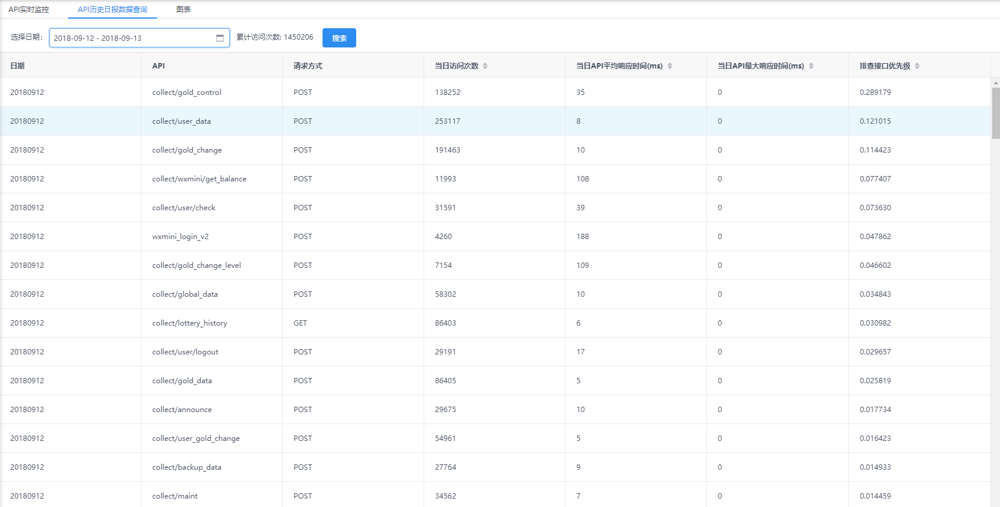 API实时监控 API历史日报数据查询 图表
选择日期: 2018-09-12 - 2018-09-13 累计访问次数: 1450206 搜索
日期 API 请求方式 当日访问次数 当日API平均响应时间(ms) 当日API最大响应时间(ms) 排查接口优先级
20180912 collect/gold_control POST 138252 35 0 0.289179
20180912 collect/user_data POST 253117 8 0 0.121015
20180912 collect/gold_change POST 191463 10 0 0.114423
20180912 collect/wxmini/get_balance POST 11993 108 0 0.077407
20180912 collect/user/check POST 31591 39 0 0.073630
20180912 wxmini_login_v2 POST 4260 188 0 0.047862
20180912 collect/gold_change_level POST 7154 109 0 0.046602
20180912 collect/global_data POST 58302 10 0 0.034843
20180912 collect/lottery_history GET 86403 6 0 0.030982
20180912 collect/user/logout POST 29191 17 0 0.029657
20180912 collect/gold_data POST 86405 5 0 0.025819
20180912 collect/announce POST 29675 10 0 0.017734
20180912 collect/user_gold_change POST 54961 5 0 0.016423
20180912 collect/backup_data POST 27764 9 0 0.014933
20180912 collect/maint POST 34562 7 0 0.014459